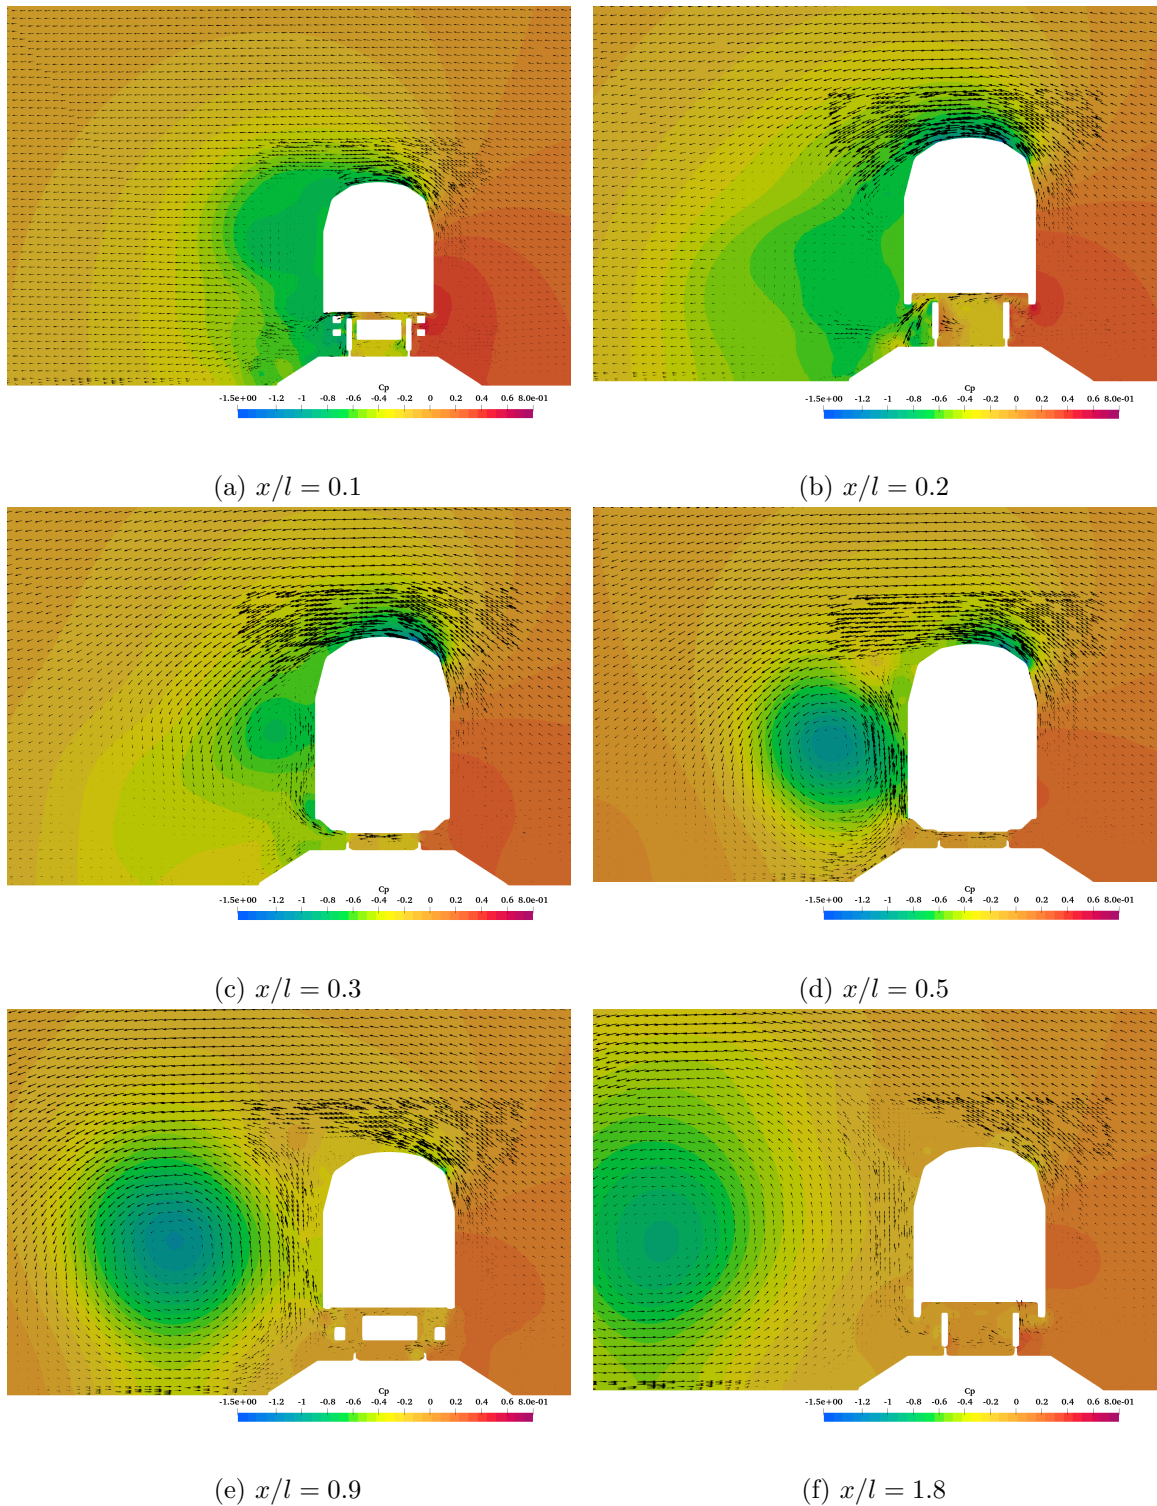 Cp
-1.5e+00 -1.2 -1 -0.8 -0.6 -0.4 -0.2 0 0.2 0.4 0.6 8.0e-01
Cp
-1.5e+00 -1.2 -1 -0.8 -0.6 -0.4 -0.2 0 0.2 0.4 0.6 8.0e-01
(a) x/l = 0.1
(b) x/l = 0.2
Cp
-1.5e+00 -1.2 -1 -0.8 -0.6 -0.4 -0.2 0 0.2 0.4 0.6 8.0e-01
Cp
-1.5e+00 -1.2 -1 -0.8 -0.6 -0.4 -0.2 0 0.2 0.4 0.6 8.0e-01
(c) x/l = 0.3
(d) x/l = 0.5
Cp
-1.5e+00 -1.2 -1 -0.8 -0.6 -0.4 -0.2 0 0.2 0.4 0.6 8.0e-01
Cp
-1.5e+00 -1.2 -1 -0.8 -0.6 -0.4 -0.2 0 0.2 0.4 0.6 8.0e-01
(e) x/l = 0.9
(f) x/l = 1.8